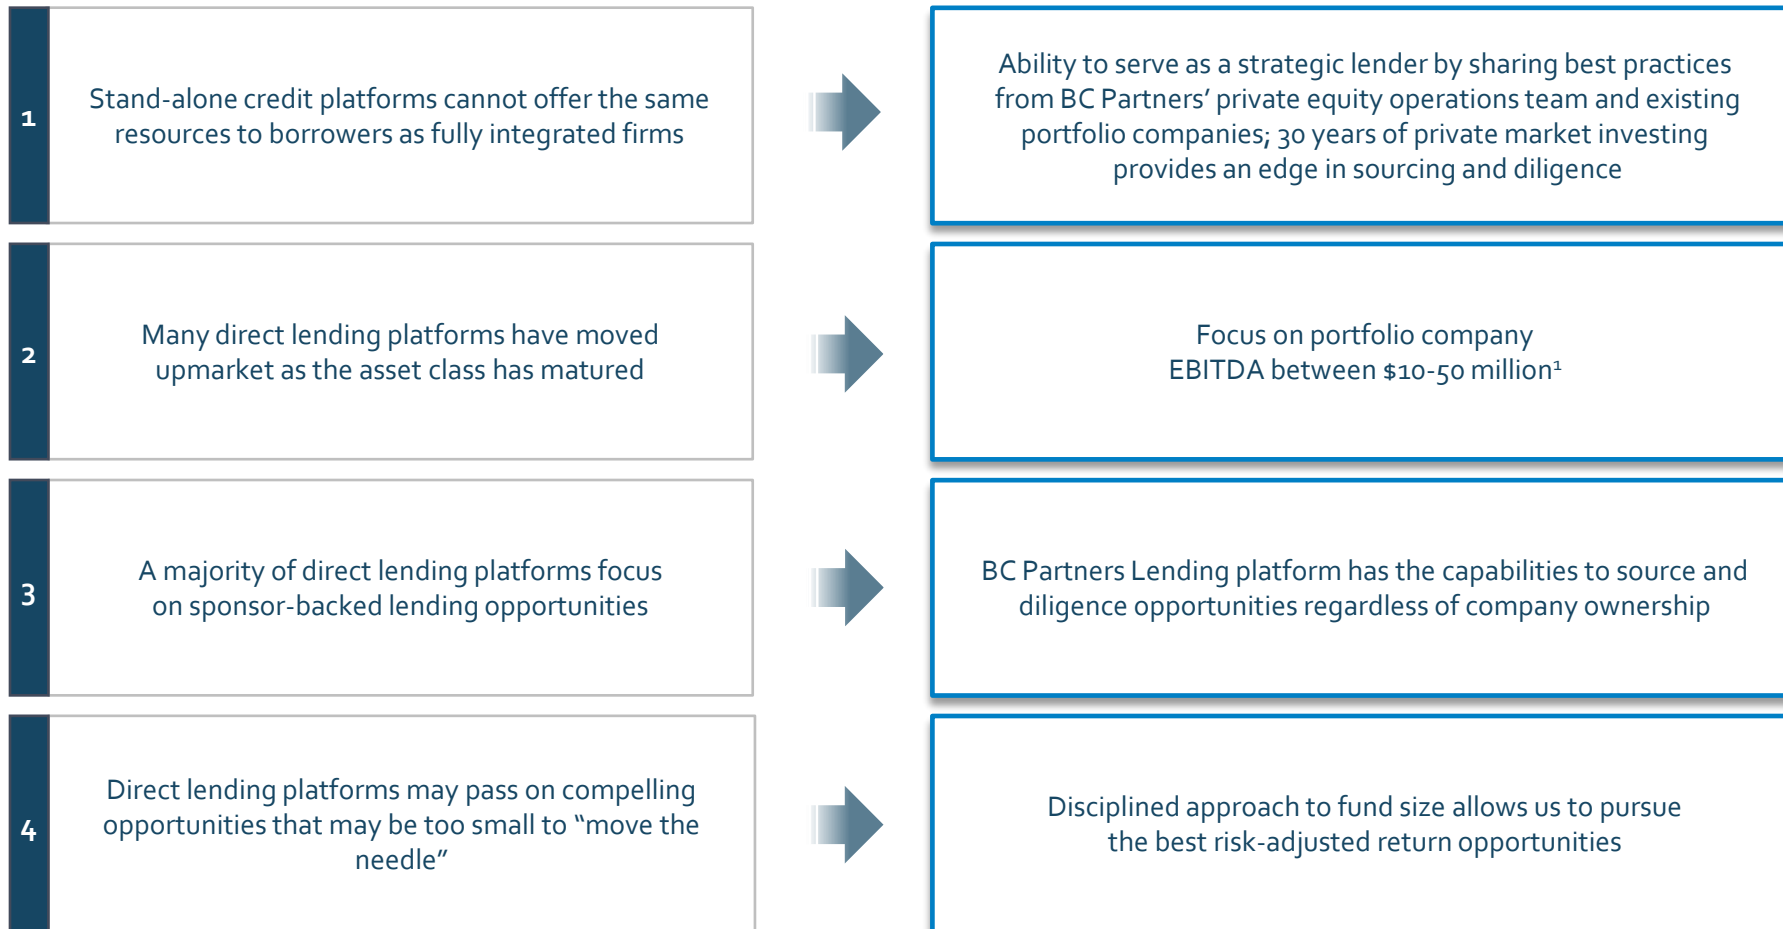 1
Stand-alone credit platforms cannot offer the same
resources to borrowers as fully integrated firms
Ability to serve as a strategic lender by sharing best practices
from BC Partners’ private equity operations team and existing
portfolio companies; 30 years of private market investing
provides an edge in sourcing and diligence
2
Many direct lending platforms have moved
upmarket as the asset class has matured
Focus on portfolio company
EBITDA between $10-50 million¹
3
A majority of direct lending platforms focus
on sponsor-backed lending opportunities
BC Partners Lending platform has the capabilities to source and
diligence opportunities regardless of company ownership
4
Direct lending platforms may pass on compelling
opportunities that may be too small to “move the
needle”
Disciplined approach to fund size allows us to pursue
the best risk-adjusted return opportunities